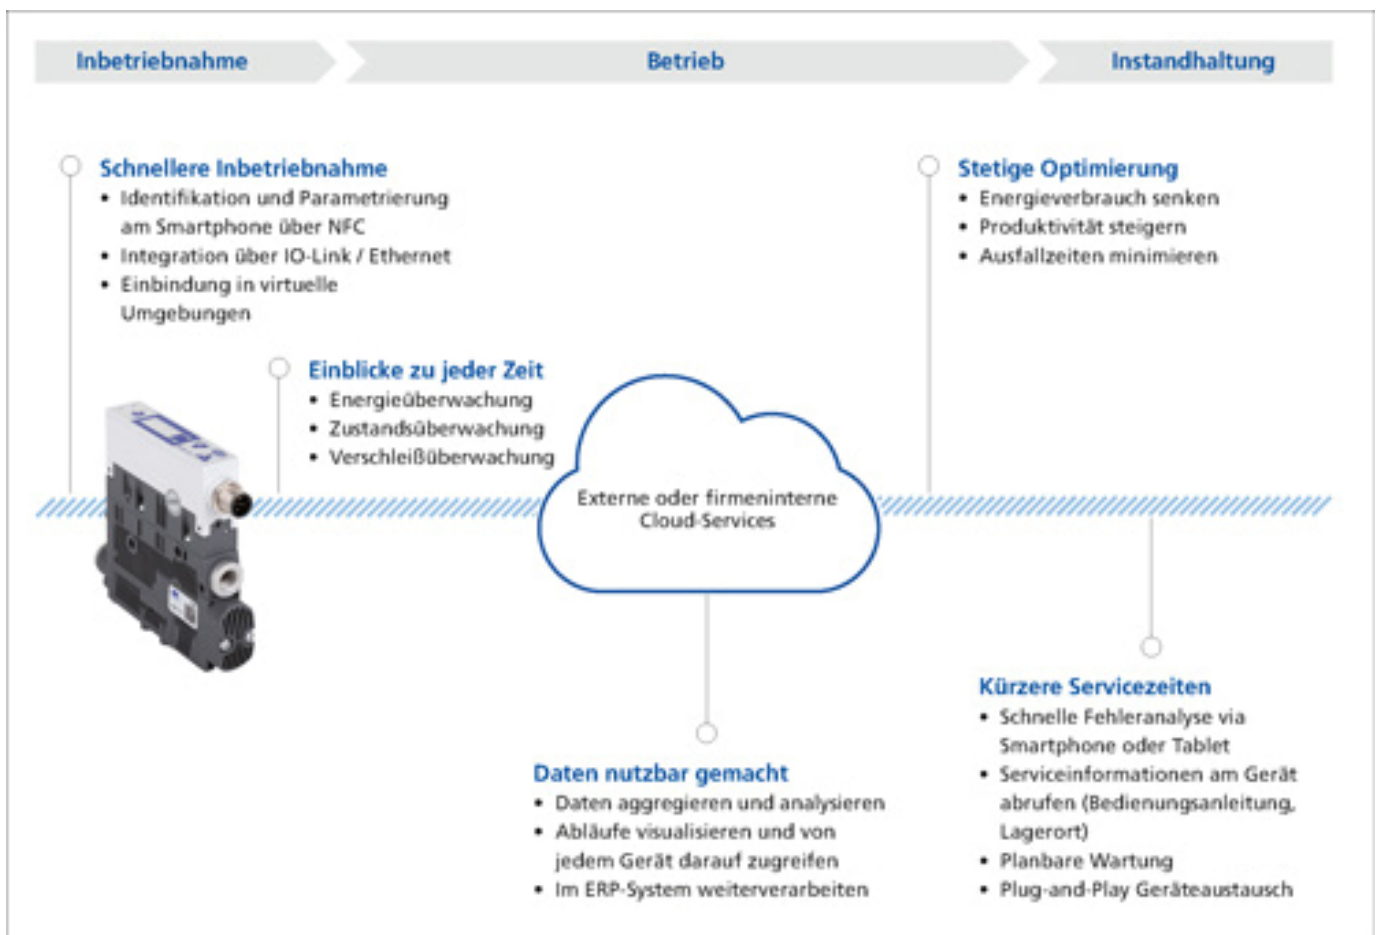 Inbetriebnahme
Betrieb
Instandhaltung
Schnellere Inbetriebnahme
• Identifikation und Parametrierung
am Smartphone über NFC
• Integration über IO-Link / Ethernet
• Einbindung in virtuelle
Umgebungen
Stetige Optimierung
• Energieverbrauch senken
• Produktivität steigern
• Ausfallzeiten minimieren
Einblicke zu jeder Zeit
• Energieüberwachung
• Zustandsüberwachung
• Verschleißüberwachung
Externe oder firmeninterne
Cloud-Services
Kürzere Servicezeiten
• Schnelle Fehleranalyse via
Smartphone oder Tablet
• Serviceinformationen am Gerät
abrufen (Bedienungsanleitung,
Lagerort)
• Planbare Wartung
• Plug-and-Play Geräteaustausch
Daten nutzbar gemacht
• Daten aggregieren und analysieren
• Abläufe visualisieren und von
jedem Gerät darauf zugreifen
• Im ERP-System weiterverarbeiten